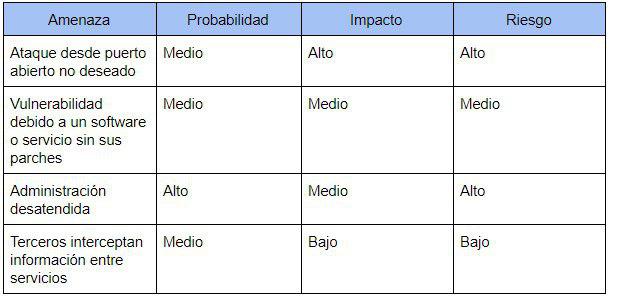 Amenaza Probabilidad Impacto Riesgo
Ataque desde puerto Medio Alto Alto
abierto no deseado
Vulnerabilidad Medio Medio Medio
debido a un software
o servicio sin sus
parches
Administración Alto Medio Alto
desatendida
Terceros interceptan Medio Bajo Bajo
información entre
servicios